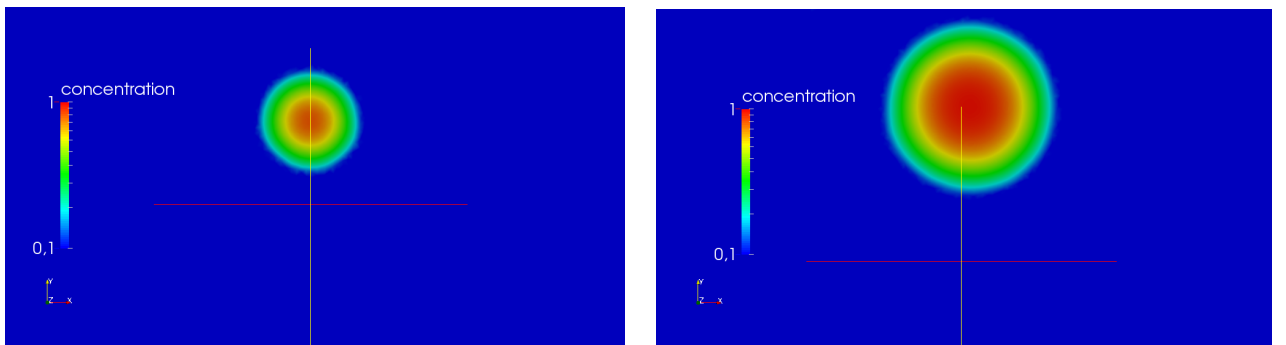 concentration
1
0,1
Y
Z X
concentration
1
0,1
Y
Z X